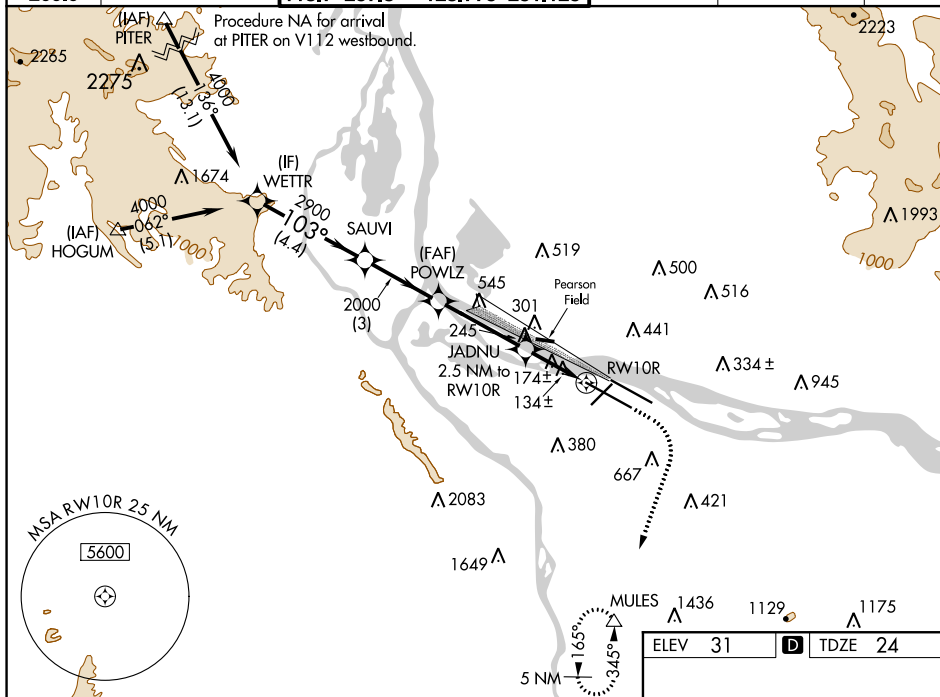 (IAF)
PITER
Procedure NA for arrival
at PITER on V112 westbound.
2223
2285
2275
4000
136°
(13.1)
1674
(IF)
WETTR
4000
062°
(5.1)
(IAF)
HOGUM
1000
2900
103°
(4.4)
SAUVI
1993
1000
(FAF)
POWLZ
519
500
516
2000
(3)
545
301
Pearson
Field
441
245
JADNU
2.5 NM to
RW10R
174±
134±
RW10R
334±
945
380
667
421
2083
1649
MSA RW10R 25 NM
5600
MULES
1436
1129
1175
165°
345°
5 NM
ELEV 31 D TDZE 24